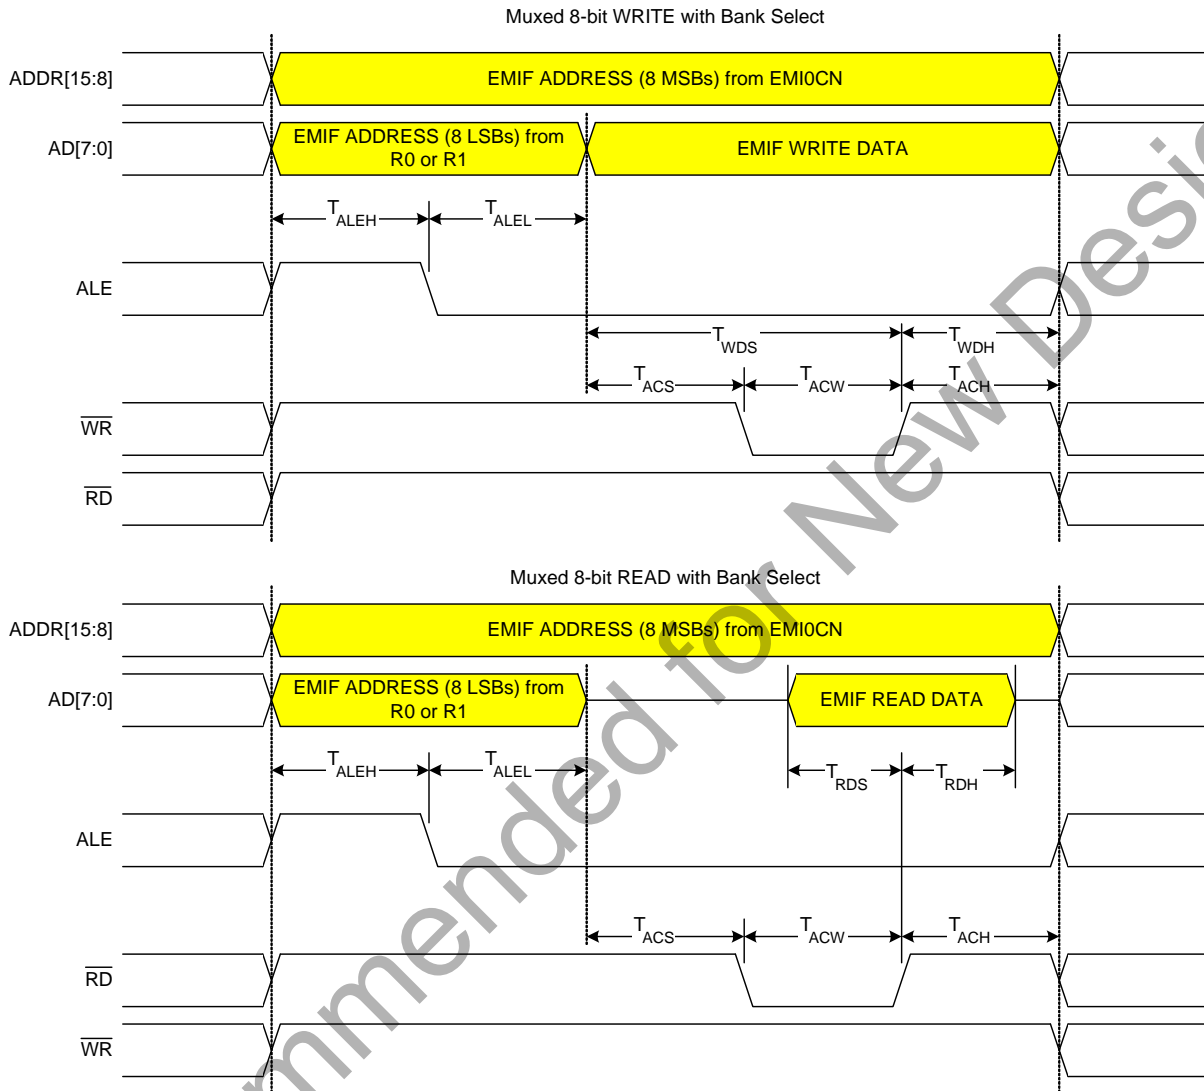 Muxed 8-bit WRITE with Bank Select
ADDR[15:8]
EMIF ADDRESS (8 MSBs) from EMI0CN
AD[7:0]
EMIF ADDRESS (8 LSBs) from
R0 or R1
EMIF WRITE DATA
TALEH
TALEL
ALE
TWDS
TWDH
TACS
TACW
TACH
WR
RD
Muxed 8-bit READ with Bank Select
ADDR[15:8]
EMIF ADDRESS (8 MSBs) from EMI0CN
AD[7:0]
EMIF ADDRESS (8 LSBs) from
R0 or R1
EMIF READ DATA
TALEH
TALEL
TRDS
TRDH
ALE
TACS
TACW
TACH
RD
WR
for New